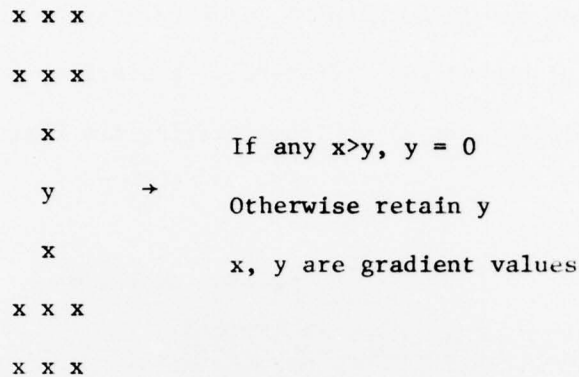 x x x
x x x
x
If any x>y, y = 0
y →
Otherwise retain y
x
x, y are gradient values
x x x
x x x